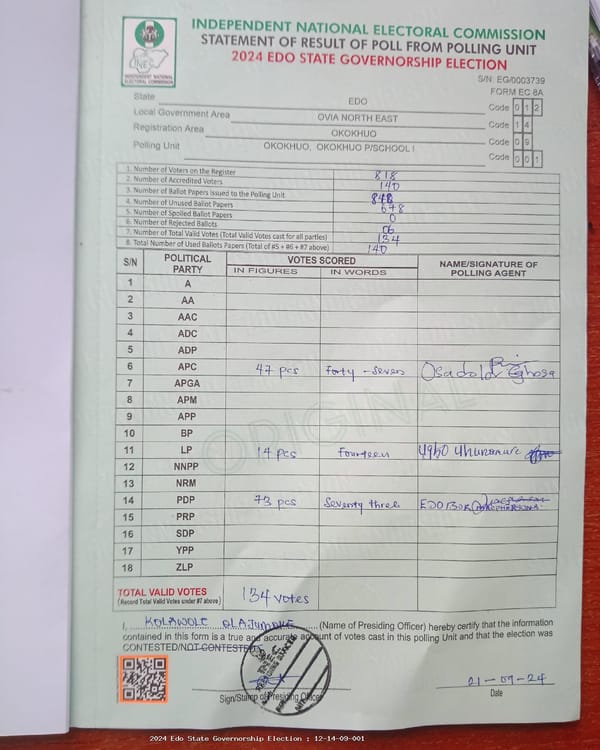 INDEPENDENT NATIONAL ELECTORAL COMMISSION
STATEMENT OF RESULT OF POLL FROM POLLING UNIT
2024 EDO STATE GOVERNORSHIP ELECTION
INEC
INDEPENDENT NATIONAL ELECTORAL COMMISSION
S/N: EG/0003739
FORM EC 8A
State EDO Code 0 1 2
Local Government Area OVIA NORTH EAST Code 1 4
Registration Area OKOKHUO Code 0 9
Polling Unit OKOKHUO, OKOKHUO P/SCHOOL I Code 0 0 1
1. Number of Voters on the Register 818
2. Number of Accredited Voters 140
3. Number of Ballot Papers Issued to the Polling Unit 848
4. Number of Unused Ballot Papers 678
5. Number of Spoiled Ballot Papers 0
6. Number of Rejected Ballots 06
7. Number of Total Valid Votes (Total Valid Votes cast for all parties) 134
8. Total Number of Used Ballots Papers (Total of #5 + #6 + #7 above) 140
S/N POLITICAL PARTY VOTES SCORED NAME/SIGNATURE OF POLLING AGENT
IN FIGURES IN WORDS
1 A
2 AA
3 AAC
4 ADC
5 ADP
6 APC 47 pcs forty-seven Osadolor Eghosa
7 APGA
8 APM
9 APP
10 BP
11 LP 14 pcs Fourteen
12 NNPP
13 NRM
14 PDP 73 pcs Seventy three
15 PRP
16 SDP
17 YPP
18 ZLP
ORIGINAL
TOTAL VALID VOTES 134 votes
(Record Total Valid Votes under #7 above)
I, KOLAWOLE OLAJUMOKE (Name of Presiding Officer) hereby certify that the information
contained in this form is a true and accurate account of votes cast in this polling Unit and that the election was
CONTESTED/NOT CONTESTED
Sign/Stamp of Presiding Officer
21-09-24
Date
2024 Edo State Governorship Election : 12-14-09-001